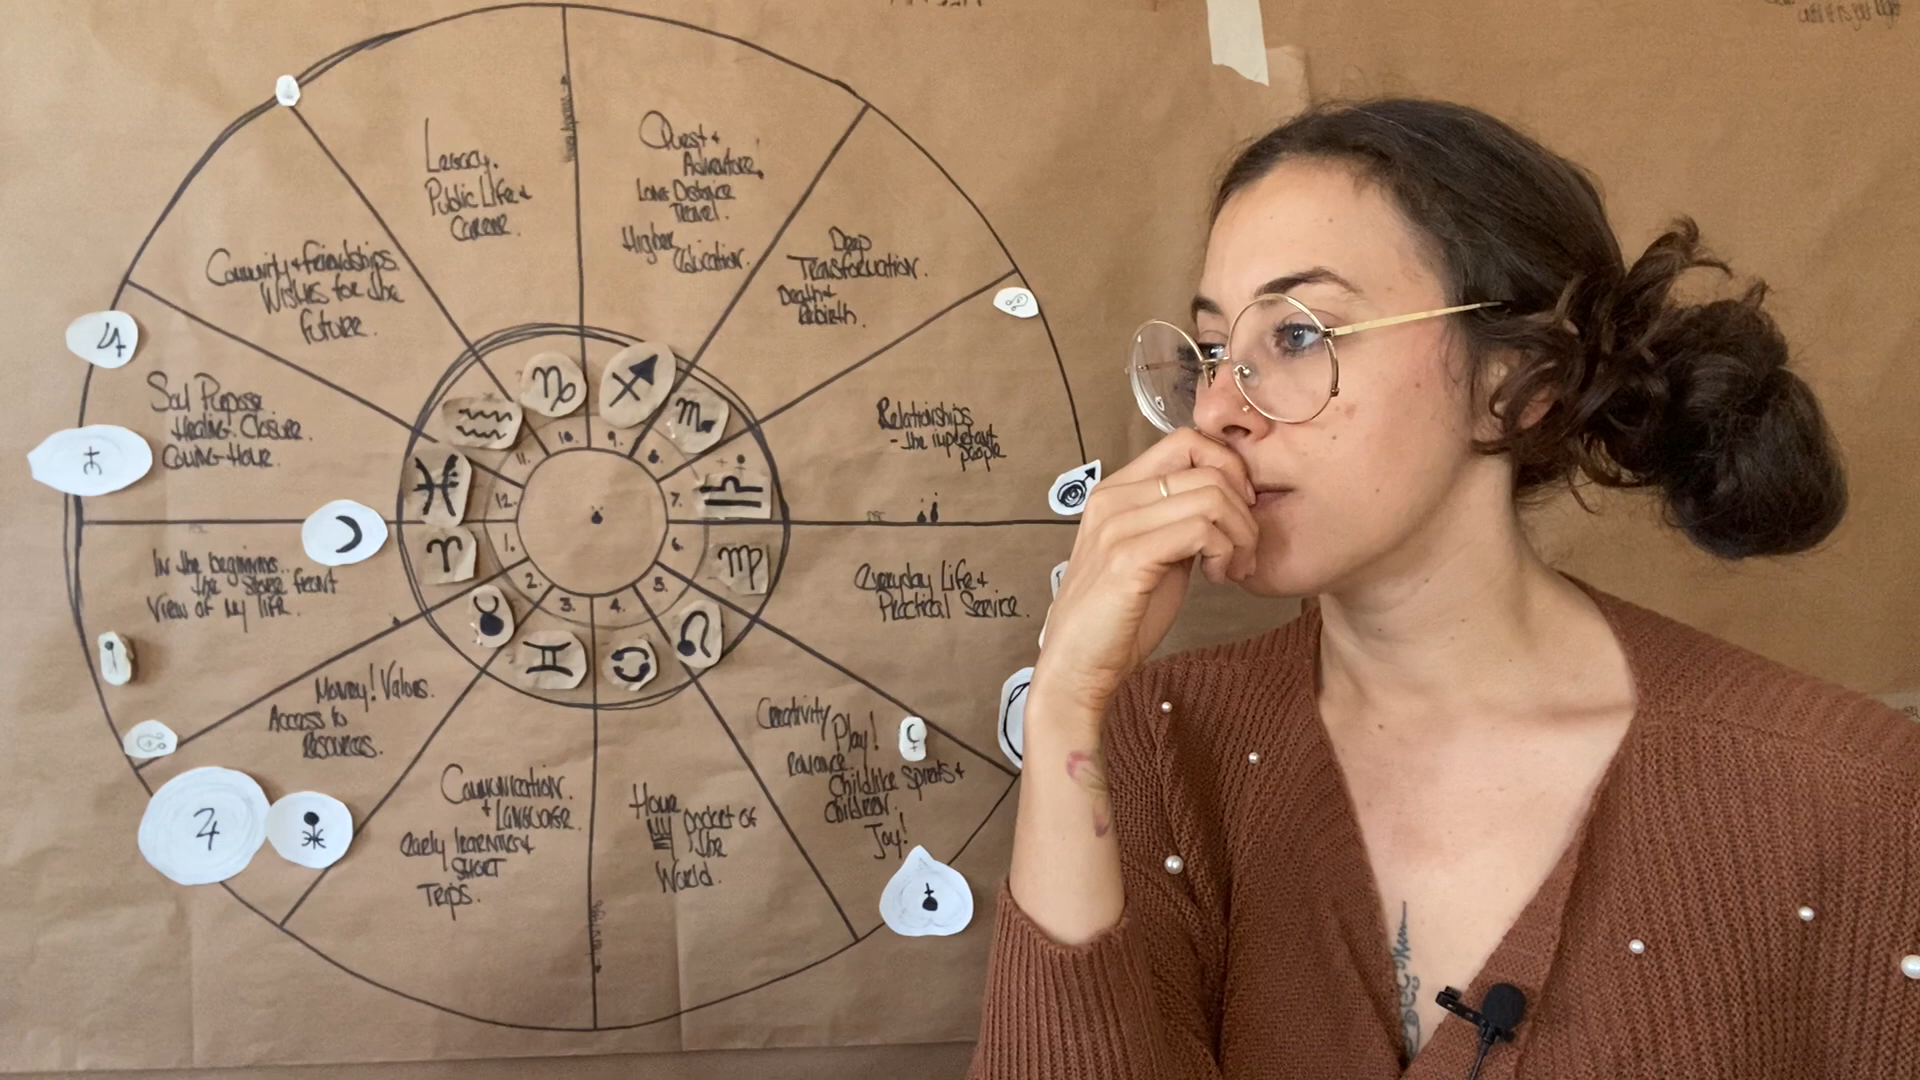 Legacy.
Public Life +
Career.
Quest +
Adventure!
Long Distance
Travel.
Higher
Education.
Deep
Transformation.
Death +
Rebirth.
Relationships
- the important
people
Everyday Life +
Practical Service.
Creativity
Play!
Romance.
Childlike Spirits +
Children.
Joy!
Home
pocket of
the
World.
Communication.
+ Language.
Early learning +
Short
Trips.
Money! Values.
Access to
Resources.
In the beginning..
the store front
View of my life.
Soul Purpose
Healing. Closure.
Coming Home.
Community + friendships.
Wishes for the
future.
10.
9.
11.
8.
12.
7.
1.
6.
2.
5.
3.
4.